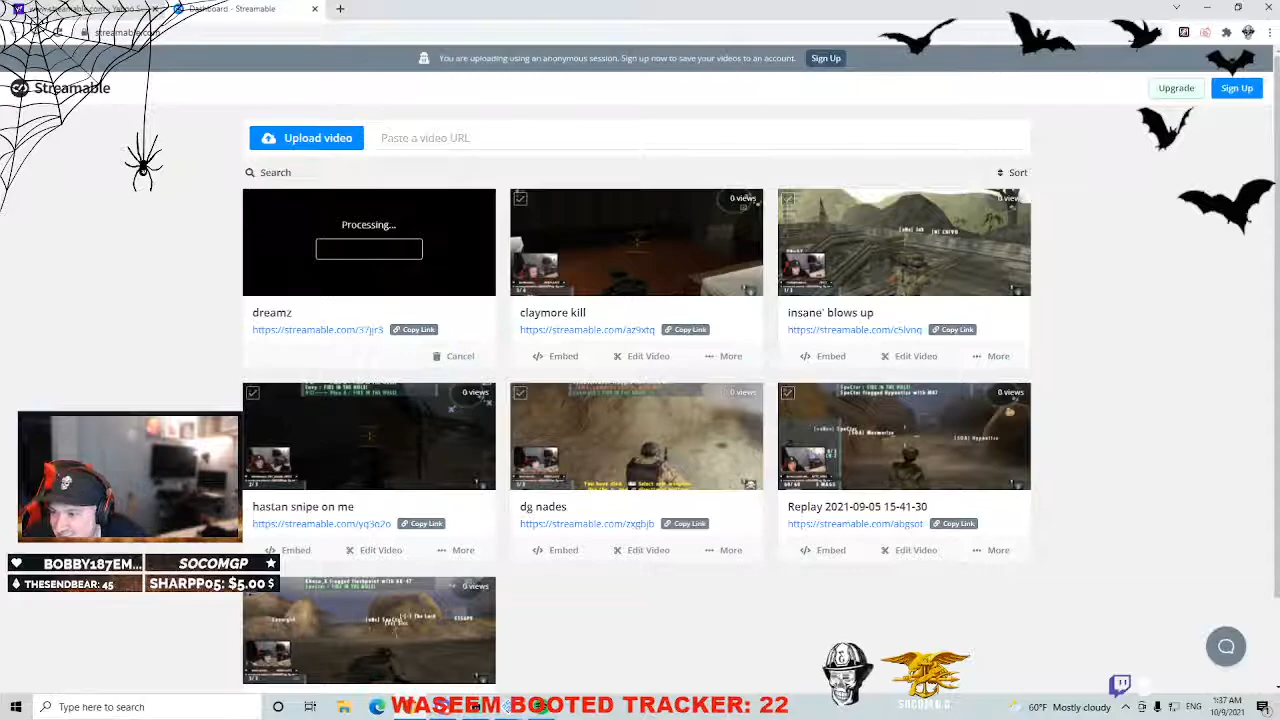 Dashboard - Streamable
You are uploading using an anonymous session. Sign up now to save your videos to an account.
Sign Up
Streamable
Upgrade
Sign Up
Upload video
Paste a video URL
Search
Sort
Processing...
0 views
0 views
dreamz
claymore kill
insane' blows up
https://streamable.com/37jjr3 Copy Link
https://streamable.com/az9xtq Copy Link
https://streamable.com/c5lvnq Copy Link
Cancel
Embed Edit Video More
Embed Edit Video More
0 views
0 views
0 views
hastan snipe on me
dg nades
Replay 2021-09-05 15-41-30
https://streamable.com/yq3o2o Copy Link
https://streamable.com/zxgbjb Copy Link
https://streamable.com/abgsot Copy Link
Embed Edit Video More
Embed Edit Video More
Embed Edit Video More
BOBBY187EM...
SOCOMGP
THESENDBEAR: 45
SHARPP05: $5.00
0 views
Type here to search
WASEEM BOOTED TRACKER: 22
60°F Mostly cloudy
ENG
1:37 AM
10/9/2021